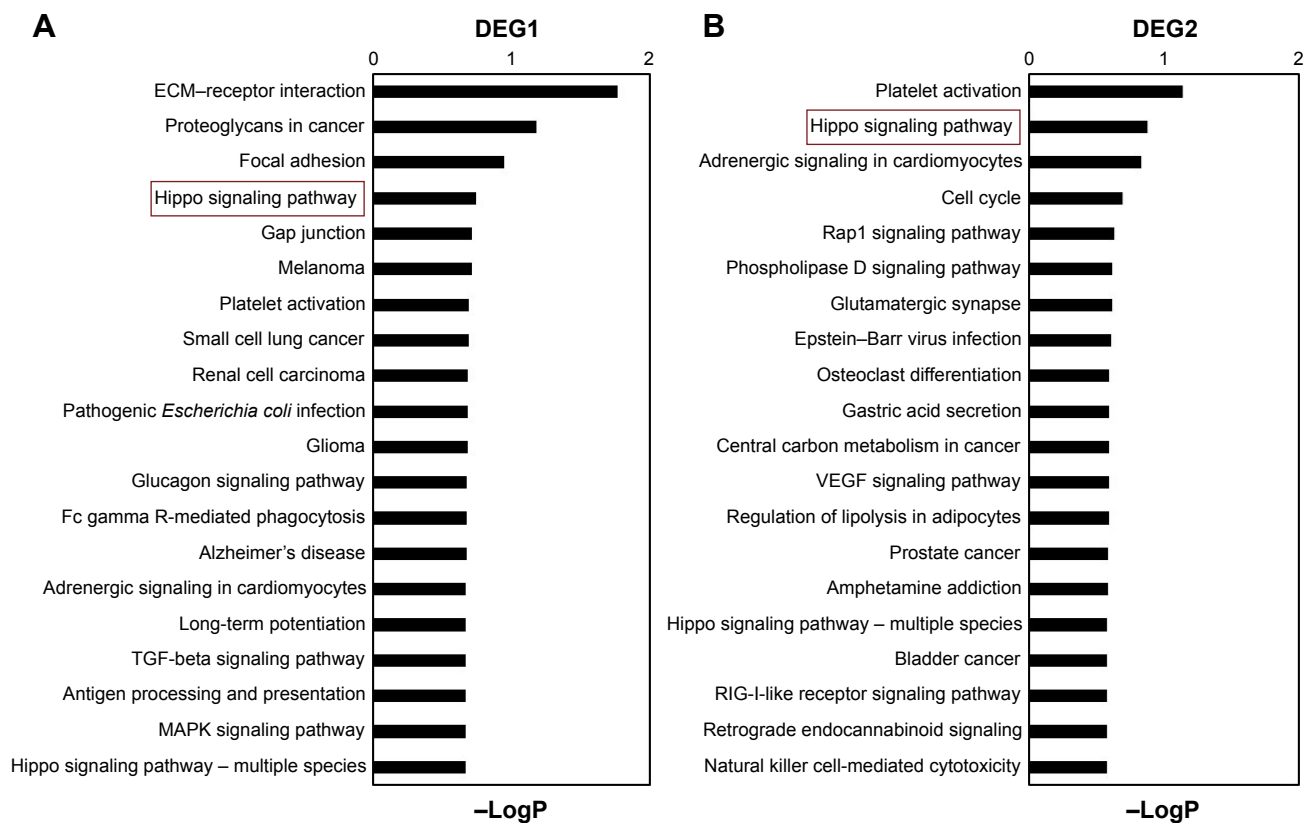 A
DEG1
0 1 2
ECM–receptor interaction
Proteoglycans in cancer
Focal adhesion
Hippo signaling pathway
Gap junction
Melanoma
Platelet activation
Small cell lung cancer
Renal cell carcinoma
Pathogenic Escherichia coli infection
Glioma
Glucagon signaling pathway
Fc gamma R-mediated phagocytosis
Alzheimer’s disease
Adrenergic signaling in cardiomyocytes
Long-term potentiation
TGF-beta signaling pathway
Antigen processing and presentation
MAPK signaling pathway
Hippo signaling pathway – multiple species
–LogP
B
DEG2
0 1 2
Platelet activation
Hippo signaling pathway
Adrenergic signaling in cardiomyocytes
Cell cycle
Rap1 signaling pathway
Phospholipase D signaling pathway
Glutamatergic synapse
Epstein–Barr virus infection
Osteoclast differentiation
Gastric acid secretion
Central carbon metabolism in cancer
VEGF signaling pathway
Regulation of lipolysis in adipocytes
Prostate cancer
Amphetamine addiction
Hippo signaling pathway – multiple species
Bladder cancer
RIG-I-like receptor signaling pathway
Retrograde endocannabinoid signaling
Natural killer cell-mediated cytotoxicity
–LogP